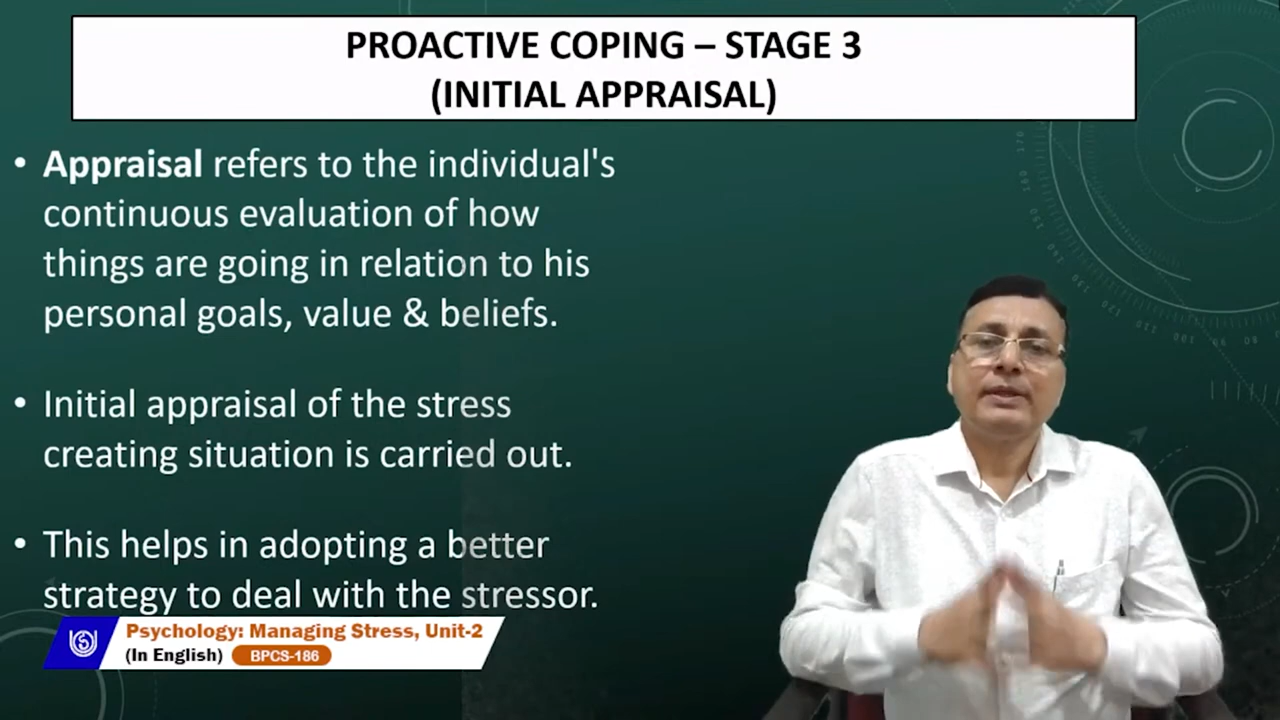 PROACTIVE COPING – STAGE 3
(INITIAL APPRAISAL)
• Appraisal refers to the individual's
continuous evaluation of how
things are going in relation to his
personal goals, value & beliefs.
• Initial appraisal of the stress
creating situation is carried out.
• This helps in adopting a better
strategy to deal with the stressor.
Psychology: Managing Stress, Unit-2
(In English) BPCS-186